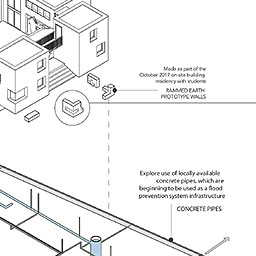 Made as part of the
October 2017 on site building
residency with students
RAMMED EARTH
PROTOTYPE WALLS
Explore use of locally available
concrete pipes, which are
beginning to be used as a flood
prevention system infrastructure
CONCRETE PIPES